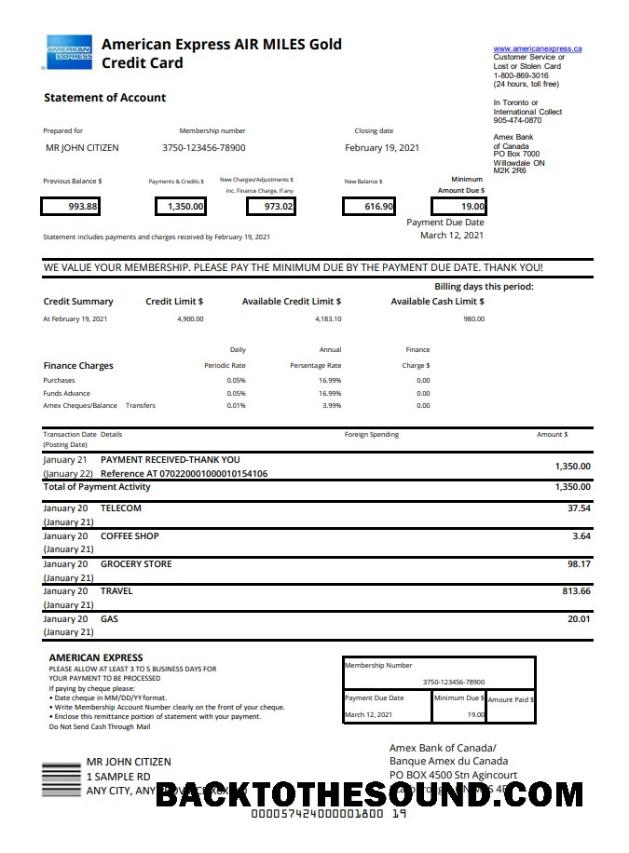 AMERICAN
EXPRESS
American Express AIR MILES Gold
Credit Card
www.americanexpress.ca
Customer Service or
Lost or Stolen Card
1-800-869-3016
(24 hours, toll free)
In Toronto or
International Collect
905-474-0870
Amex Bank
of Canada
PO Box 7000
Willowdale ON
M2K 2R6
Statement of Account
Prepared for Membership number Closing date
MR JOHN CITIZEN 3750-123456-78900 February 19, 2021
Previous Balance $ Payments & Credits $ New Charges/Adjustments $ New Balance $ Minimum
Inc. Finance Charge, If any Amount Due $
993.88 1,350.00 973.02 616.90 19.00
Payment Due Date
Statement includes payments and charges received by February 19, 2021 March 12, 2021
WE VALUE YOUR MEMBERSHIP. PLEASE PAY THE MINIMUM DUE BY THE PAYMENT DUE DATE. THANK YOU!
Billing days this period:
Credit Summary Credit Limit $ Available Credit Limit $ Available Cash Limit $
At February 19, 2021 4,900.00 4,183.10 980.00
Daily Annual Finance
Finance Charges Periodic Rate Persentage Rate Charge $
Purchases 0.05% 16.99% 0.00
Funds Advance 0.05% 16.99% 0.00
Amex Cheques/Balance Transfers 0.01% 3.99% 0.00
Transaction Date Details Foreign Spending Amount $
(Posting Date)
January 21 PAYMENT RECEIVED-THANK YOU 1,350.00
(January 22) Reference AT 070220001000010154106
Total of Payment Activity 1,350.00
January 20 TELECOM 37.54
(January 21)
January 20 COFFEE SHOP 3.64
(January 21)
January 20 GROCERY STORE 98.17
(January 21)
January 20 TRAVEL 813.66
(January 21)
January 20 GAS 20.01
(January 21)
AMERICAN EXPRESS
PLEASE ALLOW AT LEAST 3 TO 5 BUSINESS DAYS FOR
YOUR PAYMENT TO BE PROCESSED
If paying by cheque please:
• Date cheque in MM/DD/YY format.
• Write Membership Account Number clearly on the front of your cheque.
• Enclose this remittance portion of statement with your payment.
Do Not Send Cash Through Mail
Membership Number
3750-123456-78900
Payment Due Date Minimum Due $ Amount Paid $
March 12, 2021 19.00
MR JOHN CITIZEN
1 SAMPLE RD
ANY CITY, ANY
Amex Bank of Canada/
Banque Amex du Canada
PO BOX 4500 Stn Agincourt
BACKTOTHESOUND.COM
0000574240000001800 19